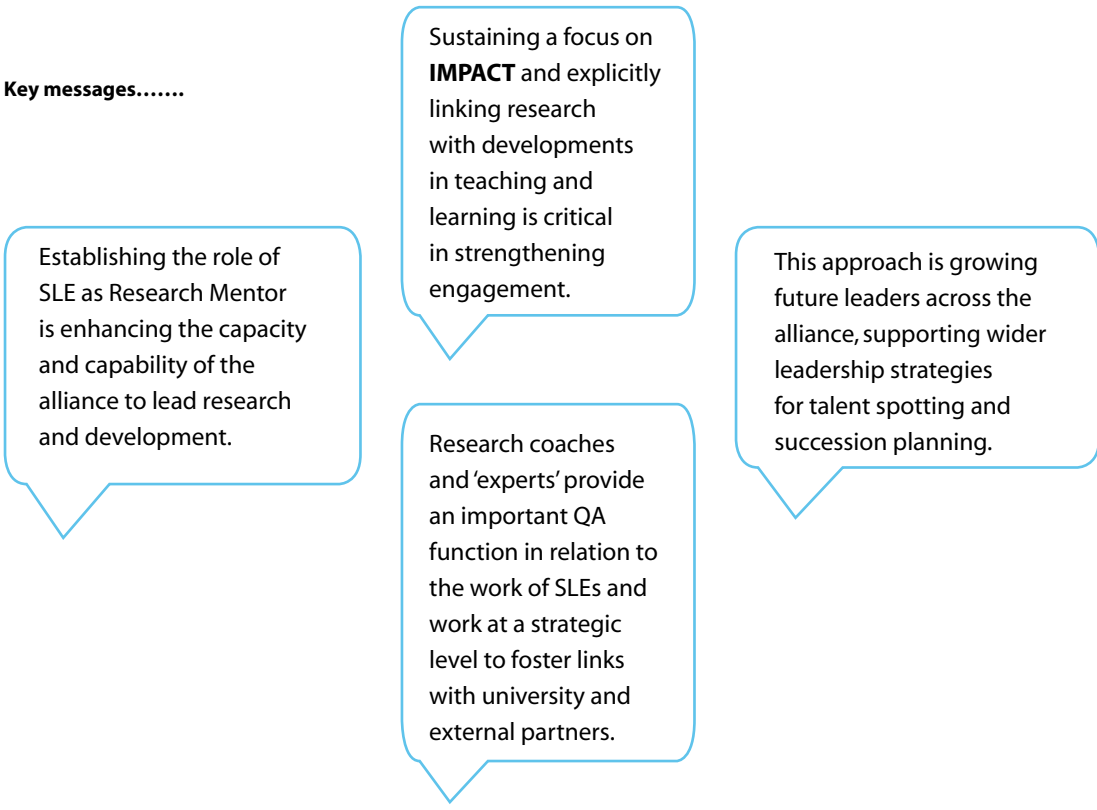 Key messages…….
Sustaining a focus on
IMPACT and explicitly
linking research
with developments
in teaching and
learning is critical
in strengthening
engagement.
Establishing the role of
SLE as Research Mentor
is enhancing the capacity
and capability of the
alliance to lead research
and development.
This approach is growing
future leaders across the
alliance, supporting wider
leadership strategies
for talent spotting and
succession planning.
Research coaches
and ‘experts’ provide
an important QA
function in relation to
the work of SLEs and
work at a strategic
level to foster links
with university and
external partners.